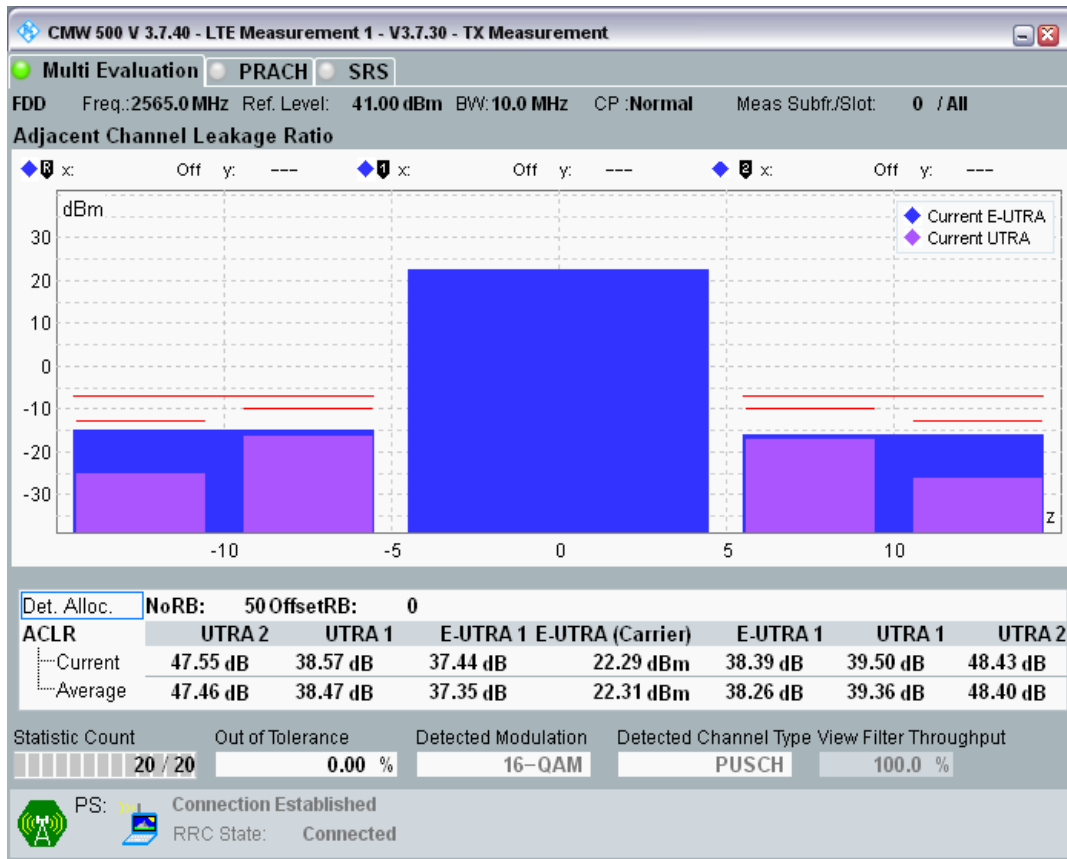 CMW 500 V 3.7.40 - LTE Measurement 1 - V3.7.30 - TX Measurement
Multi Evaluation PRACH SRS
FDD Freq.:2565.0 MHz Ref. Level: 41.00 dBm BW:10.0 MHz CP :Normal Meas Subfr./Slot: 0 / All
Adjacent Channel Leakage Ratio
R x: Off y: --- 1 x: Off y: --- 2 x: Off y: ---
dBm
Current E-UTRA
Current UTRA
30
20
10
0
-10
-20
-30
z
-10 -5 0 5 10
Det. Alloc. NoRB: 50 OffsetRB: 0
ACLR UTRA 2 UTRA 1 E-UTRA 1 E-UTRA (Carrier) E-UTRA 1 UTRA 1 UTRA 2
Current 47.55 dB 38.57 dB 37.44 dB 22.29 dBm 38.39 dB 39.50 dB 48.43 dB
Average 47.46 dB 38.47 dB 37.35 dB 22.31 dBm 38.26 dB 39.36 dB 48.40 dB
Statistic Count Out of Tolerance Detected Modulation Detected Channel Type View Filter Throughput
20 / 20 0.00 % 16-QAM PUSCH 100.0 %
PS: Connection Established
RRC State: Connected